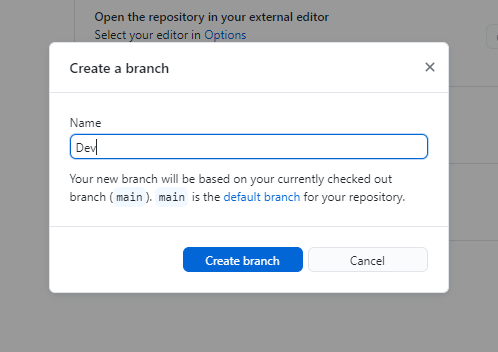 Open the repository in your external editor
Select your editor in Options
Create a branch
Name
Dev
Your new branch will be based on your currently checked out
branch (main). main is the default branch for your repository.
Create branch
Cancel